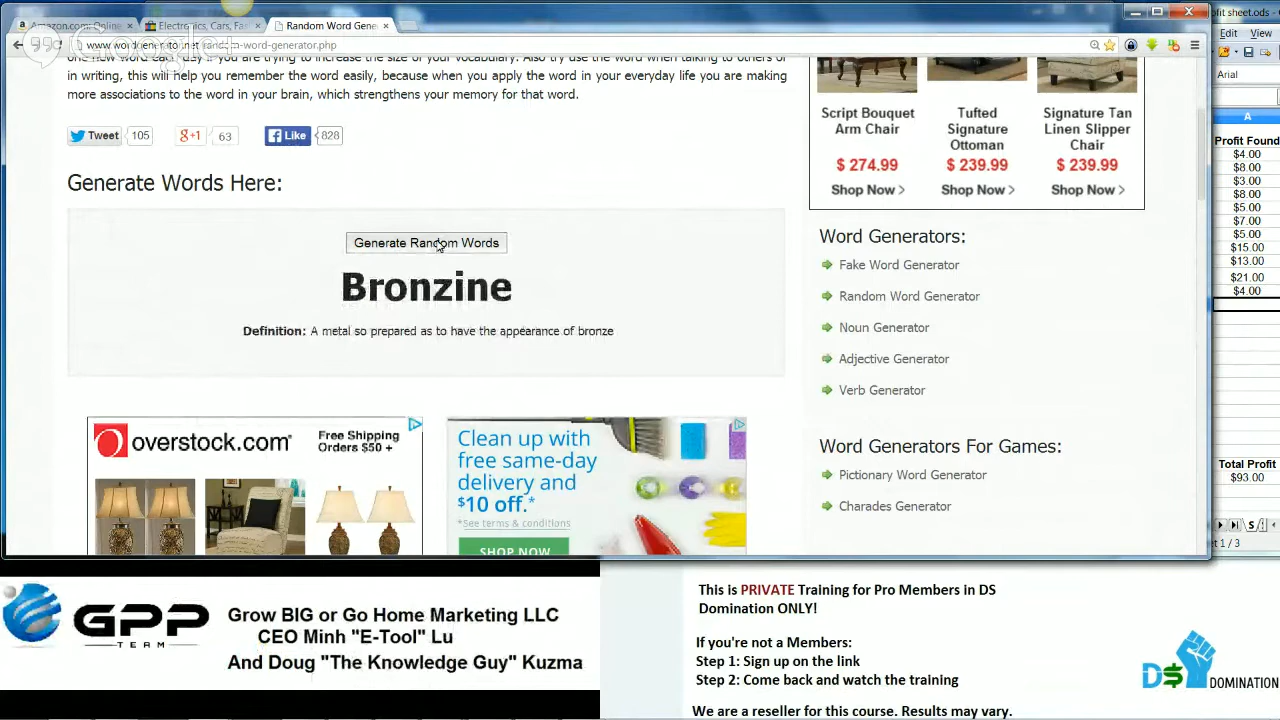 Amazon.com: Online
Electronics, Cars, Fas
Random Word Gene
www.wordgenerator.net/random-word-generator.php
Google+
one new word each day if you are trying to increase the size of your vocabulary. Also try use the word when talking to others or
in writing, this will help you remember the word easily, because when you apply the word in your everyday life you are making
more associations to the word in your brain, which strengthens your memory for that word.
Tweet 105
g+1 63
Like 828
Generate Words Here:
Generate Random Words
Bronzine
Definition: A metal so prepared as to have the appearance of bronze
overstock.com
Free Shipping
Orders $50 +
Clean up with
free same-day
delivery and
$10 off.*
*See terms & conditions
SHOP NOW
Script Bouquet
Arm Chair
$ 274.99
Shop Now >
Tufted
Signature
Ottoman
$ 239.99
Shop Now >
Signature Tan
Linen Slipper
Chair
$ 239.99
Shop Now >
Word Generators:
Fake Word Generator
Random Word Generator
Noun Generator
Adjective Generator
Verb Generator
Word Generators For Games:
Pictionary Word Generator
Charades Generator
ofit sheet.ods -
Edit View
Arial
A
Profit Found
$4.00
$8.00
$3.00
$8.00
$5.00
$7.00
$5.00
$15.00
$13.00
$21.00
$4.00
Total Profit
$93.00
et 1 / 3
GPP
TEAM
Grow BIG or Go Home Marketing LLC
CEO Minh "E-Tool" Lu
And Doug "The Knowledge Guy" Kuzma
This is PRIVATE Training for Pro Members in DS
Domination ONLY!
If you're not a Members:
Step 1: Sign up on the link
Step 2: Come back and watch the training
We are a reseller for this course. Results may vary.
D$ DOMINATION